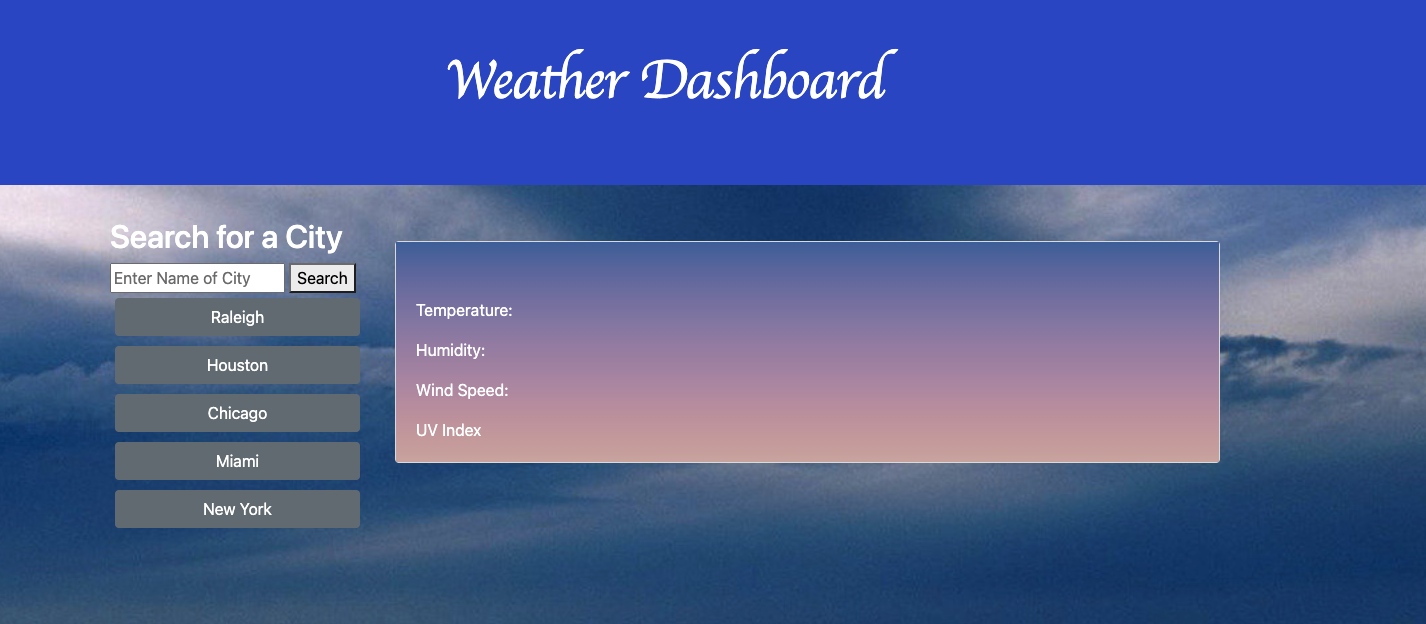 Weather Dashboard
Search for a City
Enter Name of City Search
Raleigh
Houston
Chicago
Miami
New York
Temperature:
Humidity:
Wind Speed:
UV Index